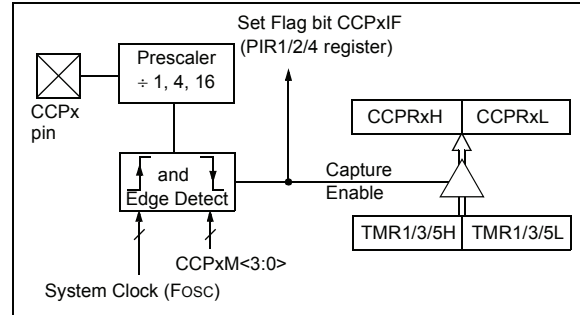 Set Flag bit CCPxIF
(PIR1/2/4 register)
Prescaler
÷ 1, 4, 16
CCPx
pin
CCPRxH
CCPRxL
and
Edge Detect
Capture
Enable
TMR1/3/5H
TMR1/3/5L
CCPxM<3:0>
System Clock (FOSC)